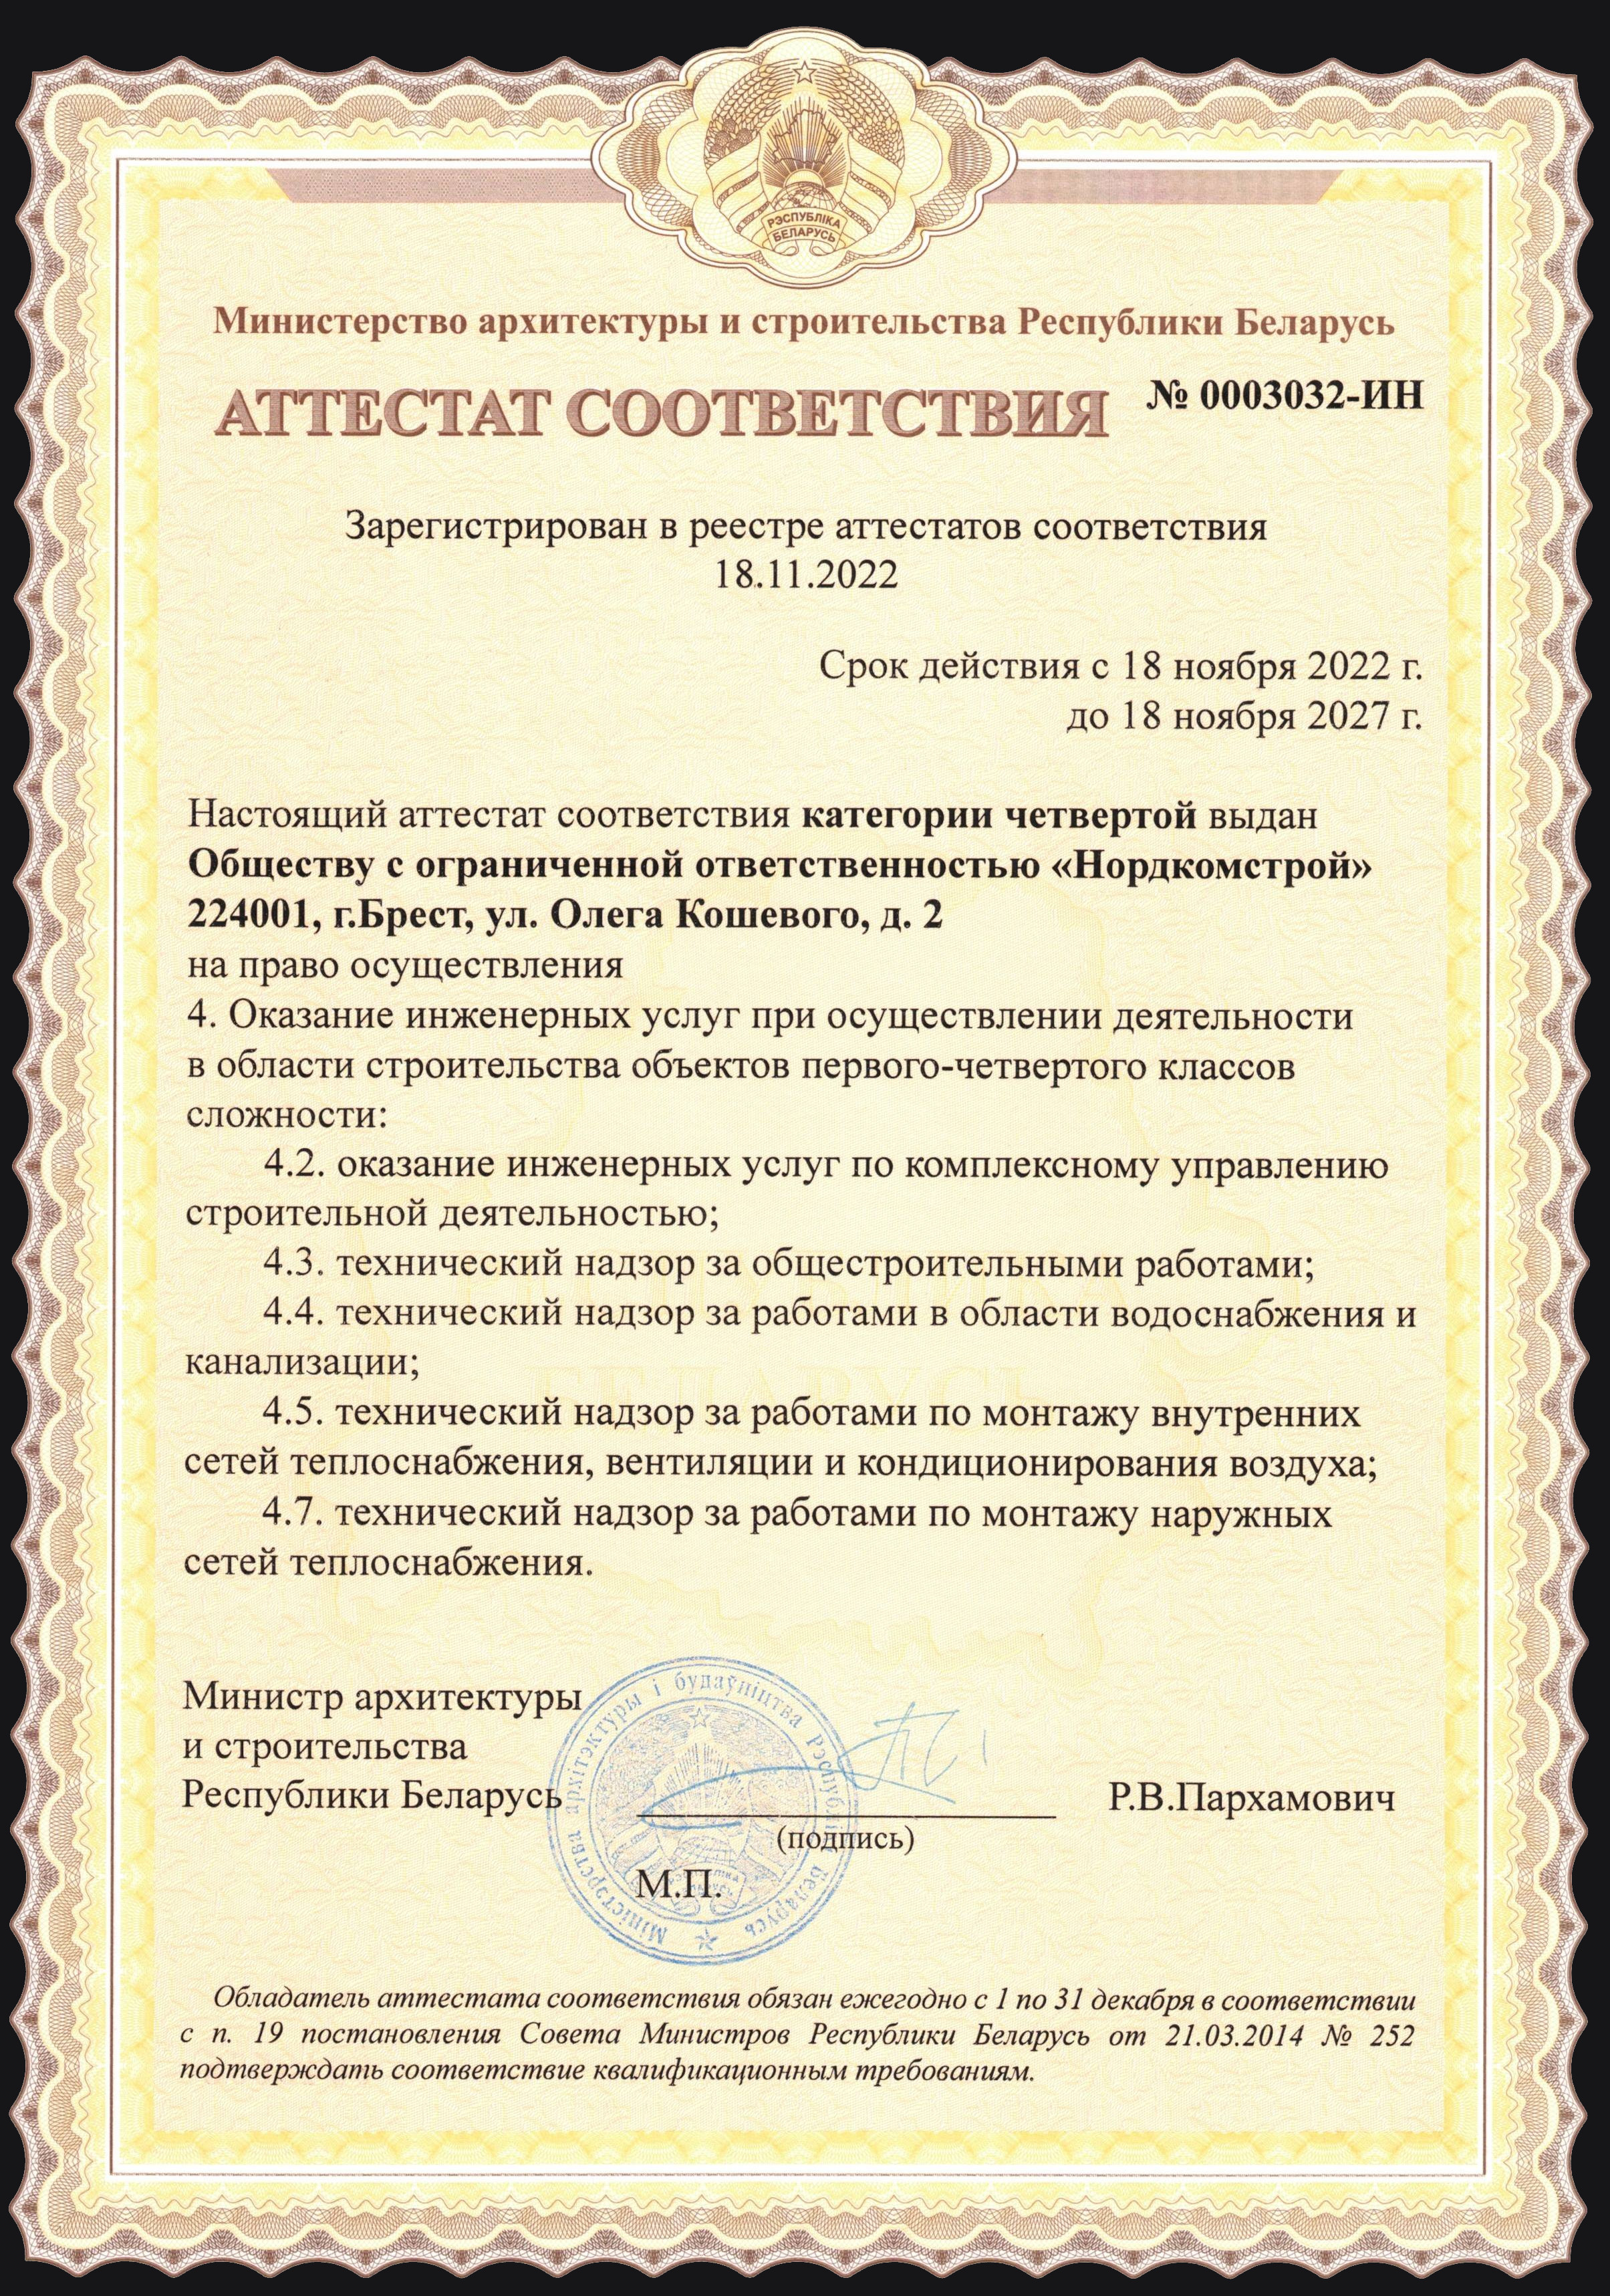 РЭСПУБЛІКА
БЕЛАРУСЬ
Министерство архитектуры и строительства Республики Беларусь
АТТЕСТАТ СООТВЕТСТВИЯ № 0003032-ИН
Зарегистрирован в реестре аттестатов соответствия
18.11.2022
Срок действия с 18 ноября 2022 г.
до 18 ноября 2027 г.
Настоящий аттестат соответствия категории четвертой выдан
Обществу с ограниченной ответственностью «Нордкомстрой»
224001, г.Брест, ул. Олега Кошевого, д. 2
на право осуществления
4. Оказание инженерных услуг при осуществлении деятельности
в области строительства объектов первого-четвертого классов
сложности:
4.2. оказание инженерных услуг по комплексному управлению
строительной деятельностью;
4.3. технический надзор за общестроительными работами;
4.4. технический надзор за работами в области водоснабжения и
канализации;
4.5. технический надзор за работами по монтажу внутренних
сетей теплоснабжения, вентиляции и кондиционирования воздуха;
4.7. технический надзор за работами по монтажу наружных
сетей теплоснабжения.
Министр архитектуры
и строительства
Республики Беларусь
Р.В.Пархамович
(подпись)
М.П.
Міністэрства архітэктуры і будаўніцтва Рэспублікі Беларусь
Обладатель аттестата соответствия обязан ежегодно с 1 по 31 декабря в соответствии
с п. 19 постановления Совета Министров Республики Беларусь от 21.03.2014 № 252
подтверждать соответствие квалификационным требованиям.